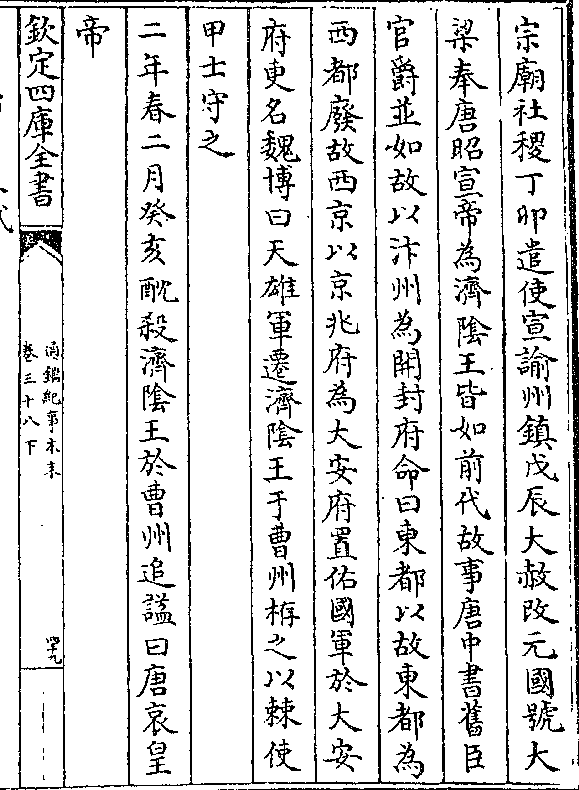 宗廟社稷丁卯遣使宣諭州鎮戊辰大赦改元國號大
梁奉唐昭宣帝為濟陰王皆如前代故事唐中書舊臣
官爵並如故以汴州為開封府命曰東都以故東都為
西都廢故西京以京兆府為大安府置佑國軍於大安
府更名魏博曰天雄軍遷濟陰王于曹州栫之以棘使
甲士守之
二年春二月癸亥酖殺濟陰王於曹州追諡曰唐哀皇
帝
欽定四庫全書
通鑑紀事本末
卷三十八下
四十九